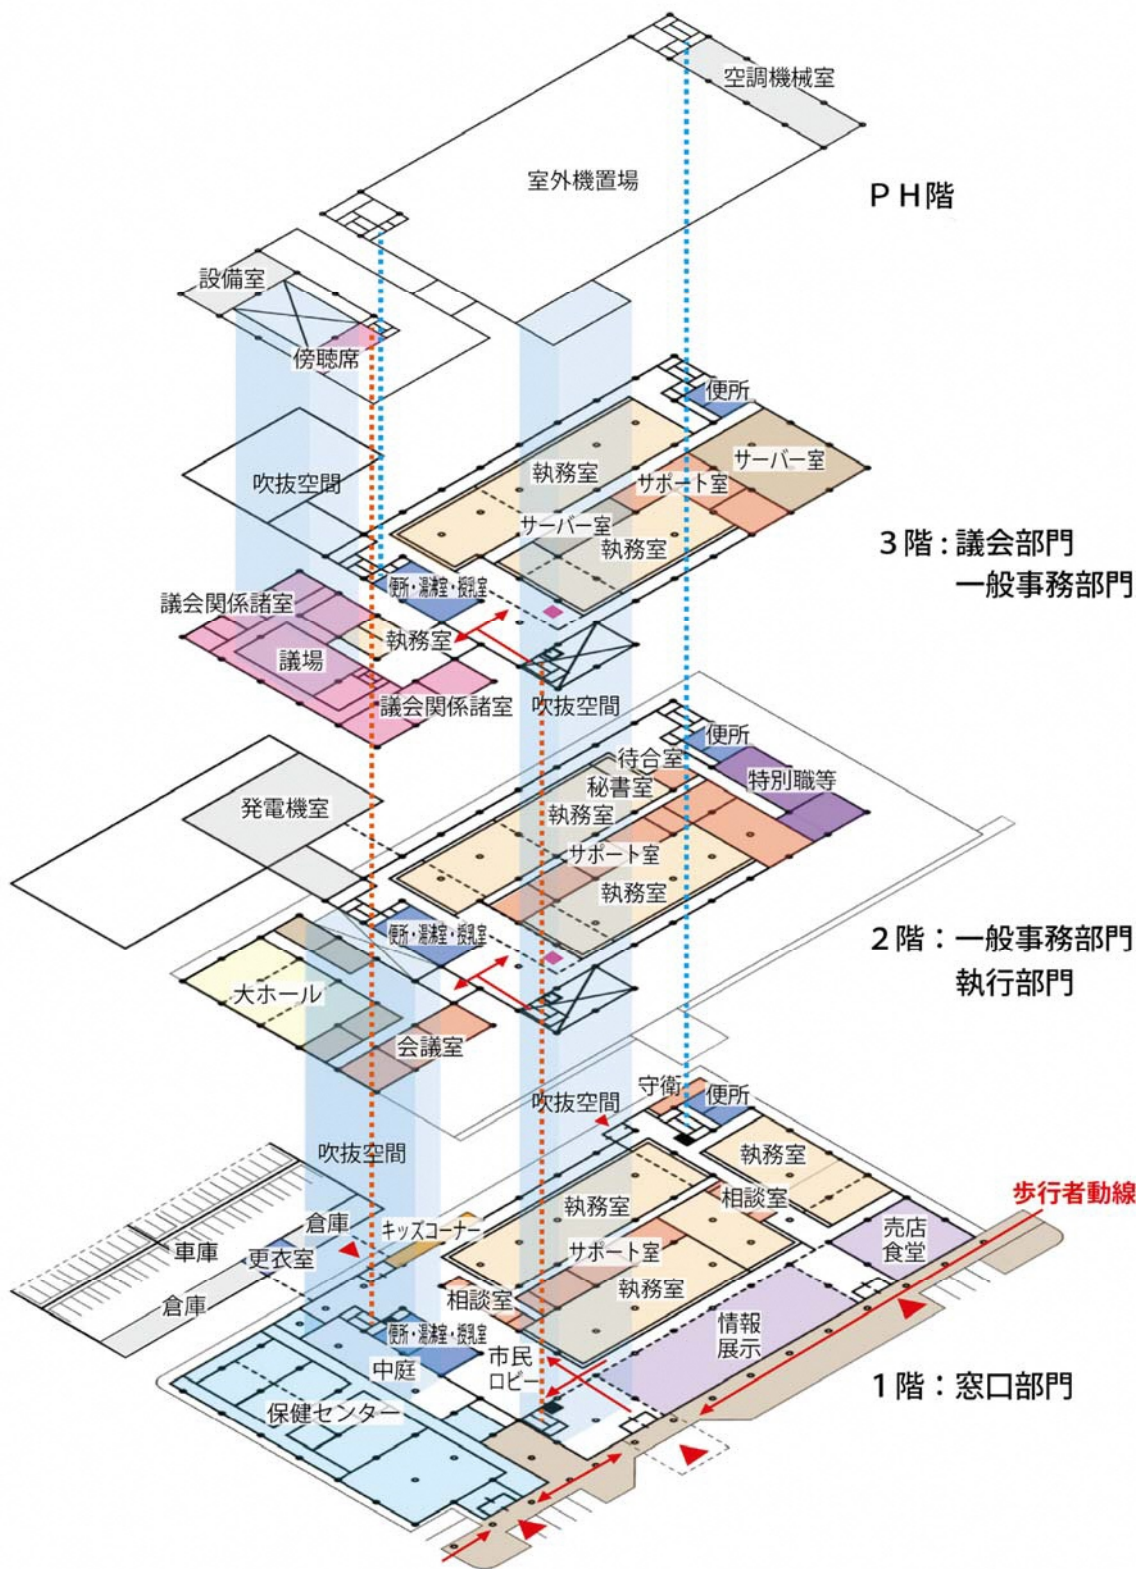 空調機械室
室外機置場
ＰＨ階
設備室
傍聴席
便所
サーバー室
執務室
サポート室
吹抜空間
サーバー室
執務室
3階：議会部門
一般事務部門
便所・湯沸室・授乳室
議会関係諸室
執務室
議場
議会関係諸室
吹抜空間
便所
待合室
特別職等
秘書室
執務室
発電機室
サポート室
執務室
便所・湯沸室・授乳室
2階：一般事務部門
執行部門
大ホール
会議室
守衛
便所
吹抜空間
吹抜空間
執務室
相談室
歩行者動線
執務室
売店
食堂
倉庫
キッズコーナー
車庫
更衣室
サポート室
執務室
倉庫
相談室
情報
展示
便所・湯沸室・授乳室
市民
ロビー
中庭
1階：窓口部門
保健センター